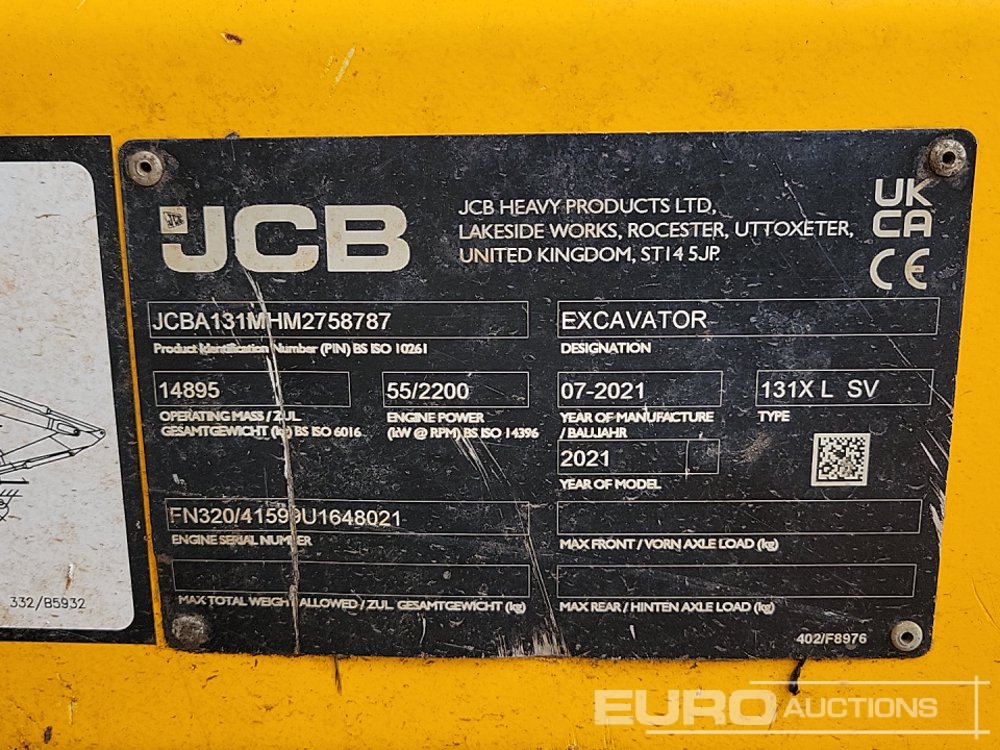 JCB
JCB HEAVY PRODUCTS LTD,
LAKESIDE WORKS, ROCESTER, UTTOXETER,
UNITED KINGDOM, ST14 5JP.
UK
CA
CE
JCBA131MHM2758787
Product Identification Number (PIN) BS ISO 10261
EXCAVATOR
DESIGNATION
14895
OPERATING MASS / ZUL
GESAMTGEWICHT (kg) BS ISO 6016
55/2200
ENGINE POWER
(kW @ RPM) BS ISO 14396
07-2021
YEAR OF MANUFACTURE
/ BAUJAHR
131X L SV
TYPE
2021
YEAR OF MODEL
FN320/41599U1648021
ENGINE SERIAL NUMBER
MAX FRONT / VORN AXLE LOAD (kg)
MAX TOTAL WEIGHT ALLOWED / ZUL GESAMTGEWICHT (kg)
MAX REAR / HINTEN AXLE LOAD (kg)
402/F8976
332/B5932
EURO AUCTIONS